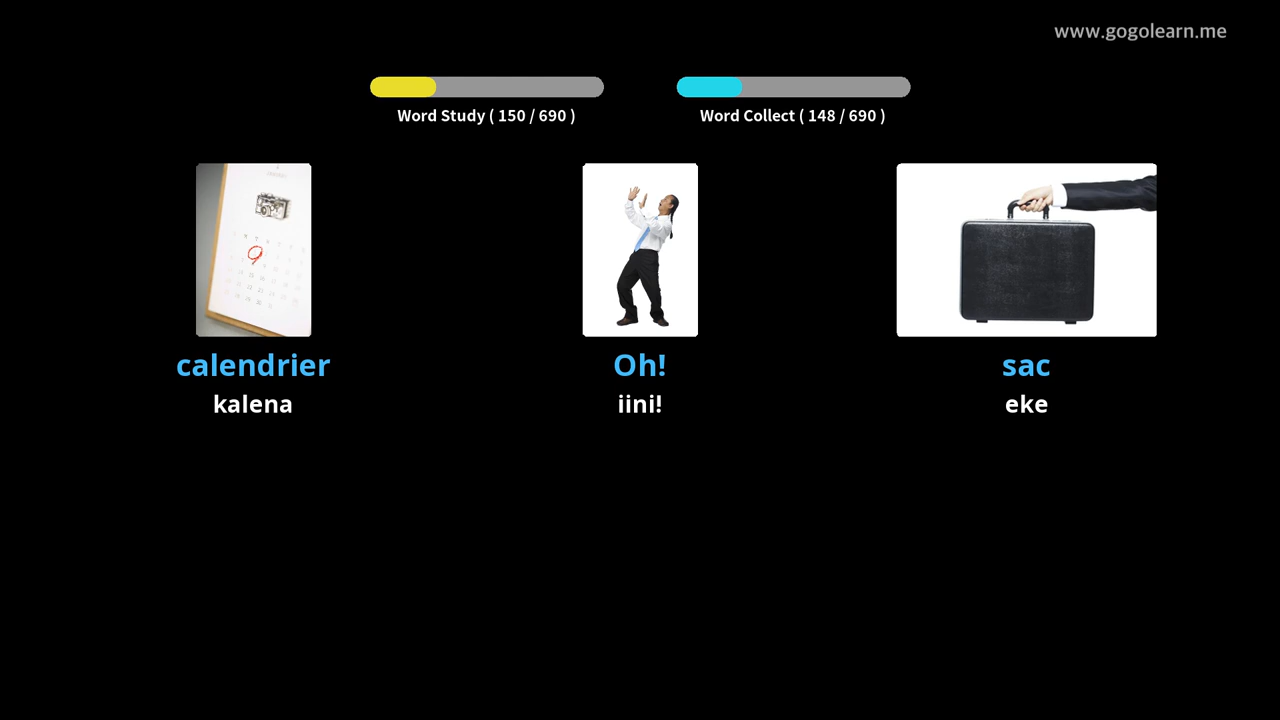 www.gogolearn.me
Word Study ( 150 / 690 )
Word Collect ( 148 / 690 )
calendrier
kalena
Oh!
iini!
sac
eke